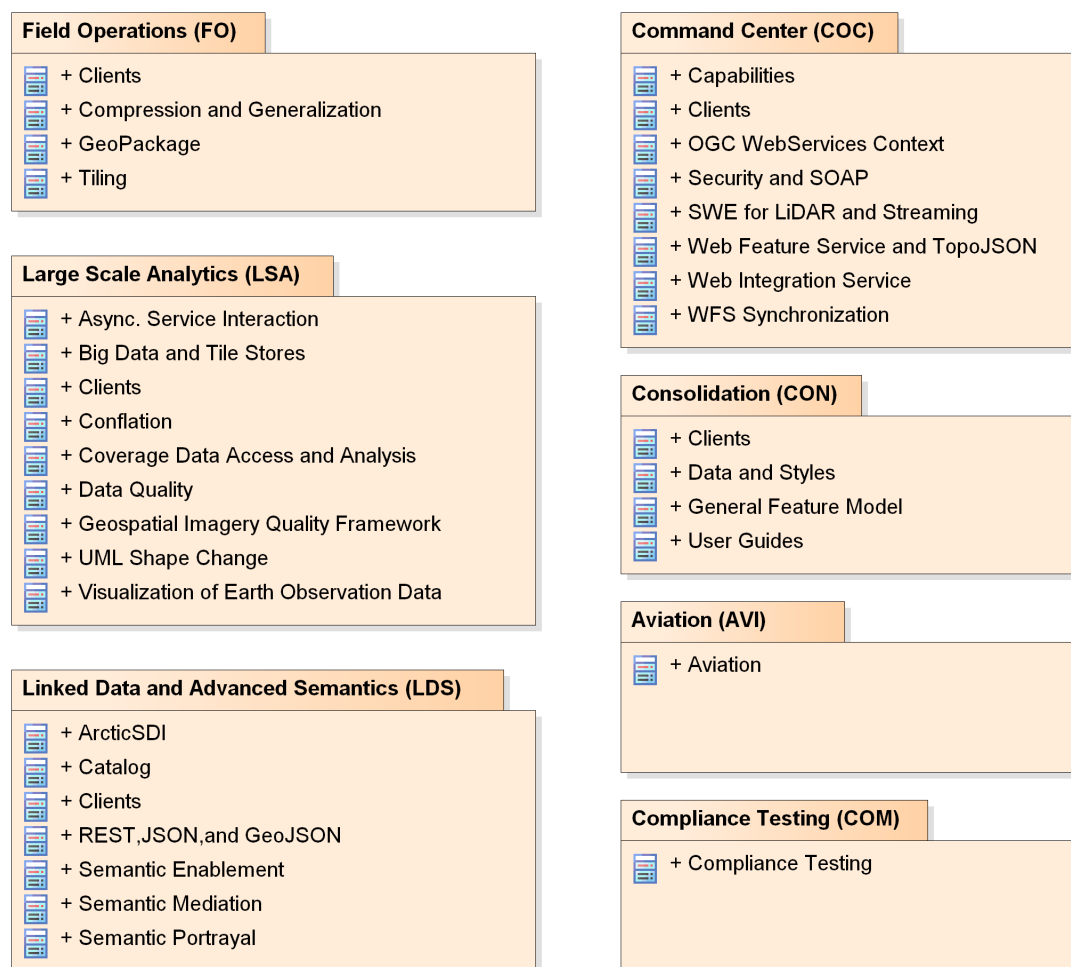 Field Operations (FO)
+ Clients
+ Compression and Generalization
+ GeoPackage
+ Tiling
Large Scale Analytics (LSA)
+ Async. Service Interaction
+ Big Data and Tile Stores
+ Clients
+ Conflation
+ Coverage Data Access and Analysis
+ Data Quality
+ Geospatial Imagery Quality Framework
+ UML Shape Change
+ Visualization of Earth Observation Data
Linked Data and Advanced Semantics (LDS)
+ ArcticSDI
+ Catalog
+ Clients
+ REST,JSON,and GeoJSON
+ Semantic Enablement
+ Semantic Mediation
+ Semantic Portrayal
Command Center (COC)
+ Capabilities
+ Clients
+ OGC WebServices Context
+ Security and SOAP
+ SWE for LiDAR and Streaming
+ Web Feature Service and TopoJSON
+ Web Integration Service
+ WFS Synchronization
Consolidation (CON)
+ Clients
+ Data and Styles
+ General Feature Model
+ User Guides
Aviation (AVI)
+ Aviation
Compliance Testing (COM)
+ Compliance Testing